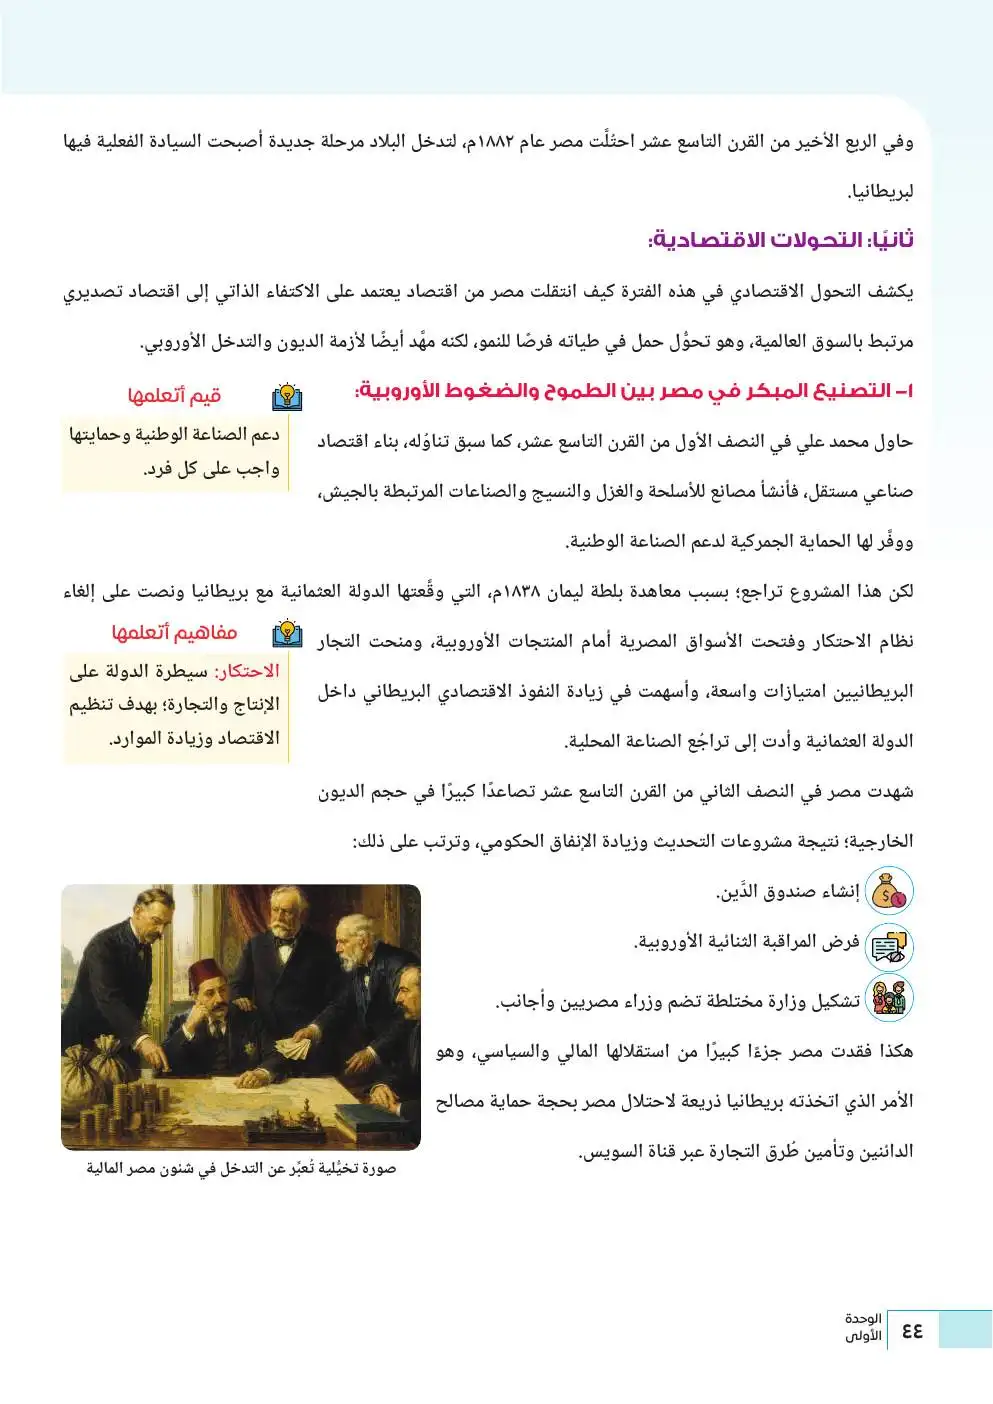 وفي الربع الأخير من القرن التاسع عشر احتُلَّت مصر عام ١٨٨٢م، لتدخل البلاد مرحلة جديدة أصبحت السيادة الفعلية فيها
لبريطانيا.
ثانيًا: التحولات الاقتصادية:
يكشف التحول الاقتصادي في هذه الفترة كيف انتقلت مصر من اقتصاد يعتمد على الاكتفاء الذاتي إلى اقتصاد تصديري
مرتبط بالسوق العالمية، وهو تحوُّل حمل في طياته فرصًا للنمو، لكنه مهَّد أيضًا لأزمة الديون والتدخل الأوروبي.
١– التصنيع المبكر في مصر بين الطموح والضغوط الأوروبية:
حاول محمد علي في النصف الأول من القرن التاسع عشر، كما سبق تناوُله، بناء اقتصاد
صناعي مستقل، فأنشأ مصانع للأسلحة والغزل والنسيج والصناعات المرتبطة بالجيش،
ووفَّر لها الحماية الجمركية لدعم الصناعة الوطنية.
قيم أتعلمها
دعم الصناعة الوطنية وحمايتها
واجب على كل فرد.
لكن هذا المشروع تراجع؛ بسبب معاهدة بلطة ليمان ١٨٣٨م، التي وقَّعتها الدولة العثمانية مع بريطانيا ونصت على إلغاء
نظام الاحتكار وفتحت الأسواق المصرية أمام المنتجات الأوروبية، ومنحت التجار
البريطانيين امتيازات واسعة، وأسهمت في زيادة النفوذ الاقتصادي البريطاني داخل
الدولة العثمانية وأدت إلى تراجُع الصناعة المحلية.
مفاهيم أتعلمها
الاحتكار: سيطرة الدولة على
الإنتاج والتجارة؛ بهدف تنظيم
الاقتصاد وزيادة الموارد.
شهدت مصر في النصف الثاني من القرن التاسع عشر تصاعدًا كبيرًا في حجم الديون
الخارجية؛ نتيجة مشروعات التحديث وزيادة الإنفاق الحكومي، وترتب على ذلك:
إنشاء صندوق الدَّين.
فرض المراقبة الثنائية الأوروبية.
تشكيل وزارة مختلطة تضم وزراء مصريين وأجانب.
هكذا فقدت مصر جزءًا كبيرًا من استقلالها المالي والسياسي، وهو
الأمر الذي اتخذته بريطانيا ذريعة لاحتلال مصر بحجة حماية مصالح
الدائنين وتأمين طُرق التجارة عبر قناة السويس.
صورة تخيُّلية تُعبِّر عن التدخل في شئون مصر المالية
٤٤
الوحدة
الأولى